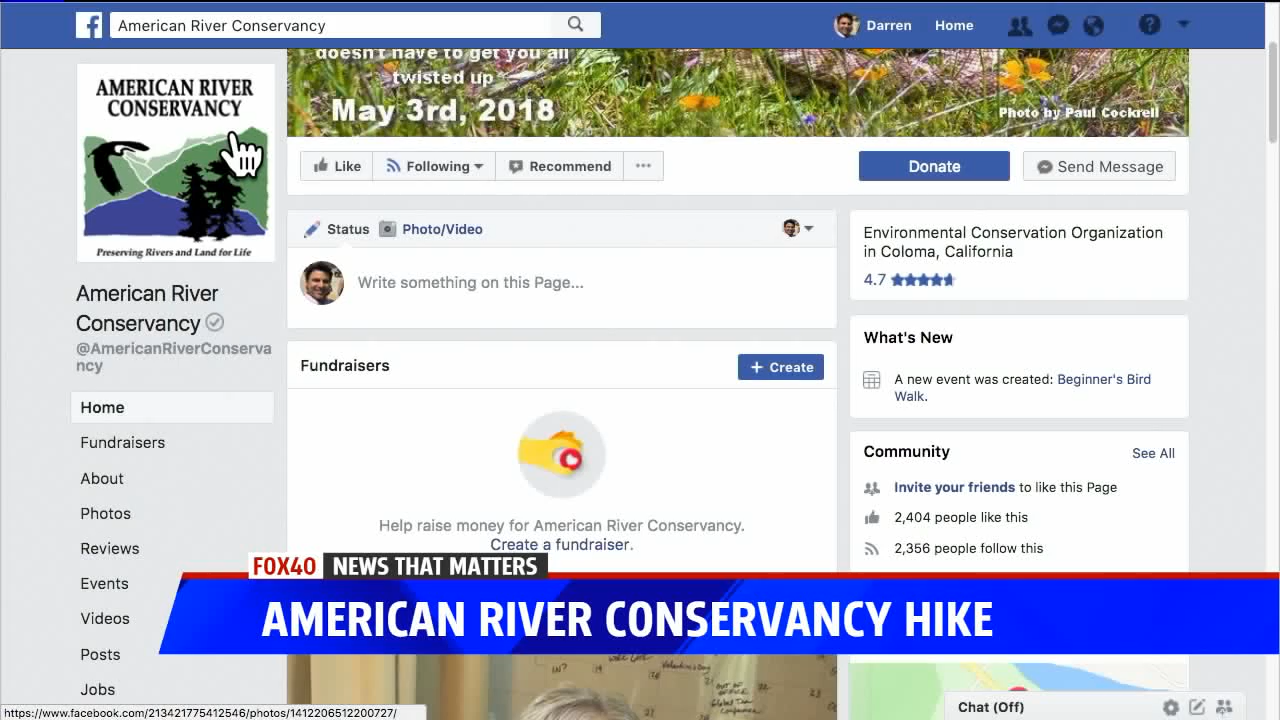 American River Conservancy
Darren
Home
AMERICAN RIVER
CONSERVANCY
Preserving Rivers and Land for Life
doesn't have to get you all
twisted up
May 3rd, 2018
Photo by Paul Cockrell
Like
Following
Recommend
Donate
Send Message
American River
Conservancy
@AmericanRiverConserva
ncy
Home
Fundraisers
About
Photos
Reviews
Events
Videos
Posts
Jobs
Status
Photo/Video
Write something on this Page...
Fundraisers
+ Create
Help raise money for American River Conservancy.
Create a fundraiser.
Environmental Conservation Organization
in Coloma, California
4.7
What's New
A new event was created: Beginner's Bird
Walk.
Community
See All
Invite your friends to like this Page
2,404 people like this
2,356 people follow this
FOX40 NEWS THAT MATTERS
AMERICAN RIVER CONSERVANCY HIKE
Valentine's Day
OUT OF
OFFICE
Chat (Off)
https://www.facebook.com/213421775412546/photos/1412206512200727/